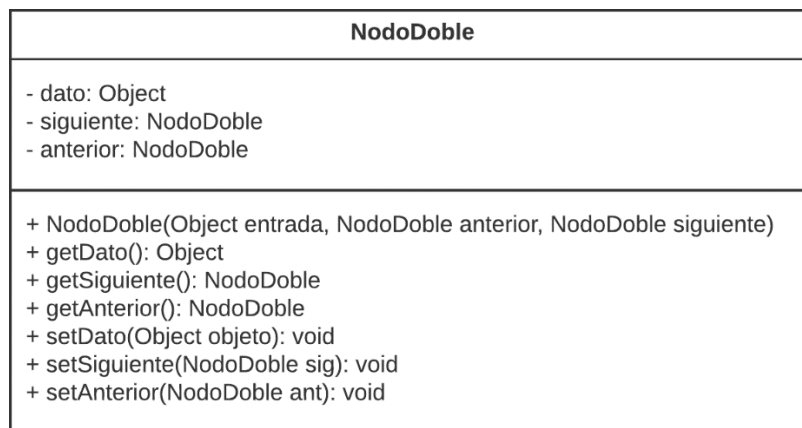 NodoDoble
- dato: Object
- siguiente: NodoDoble
- anterior: NodoDoble
+ NodoDoble(Object entrada, NodoDoble anterior, NodoDoble siguiente)
+ getDato(): Object
+ getSiguiente(): NodoDoble
+ getAnterior(): NodoDoble
+ setDato(Object objeto): void
+ setSiguiente(NodoDoble sig): void
+ setAnterior(NodoDoble ant): void